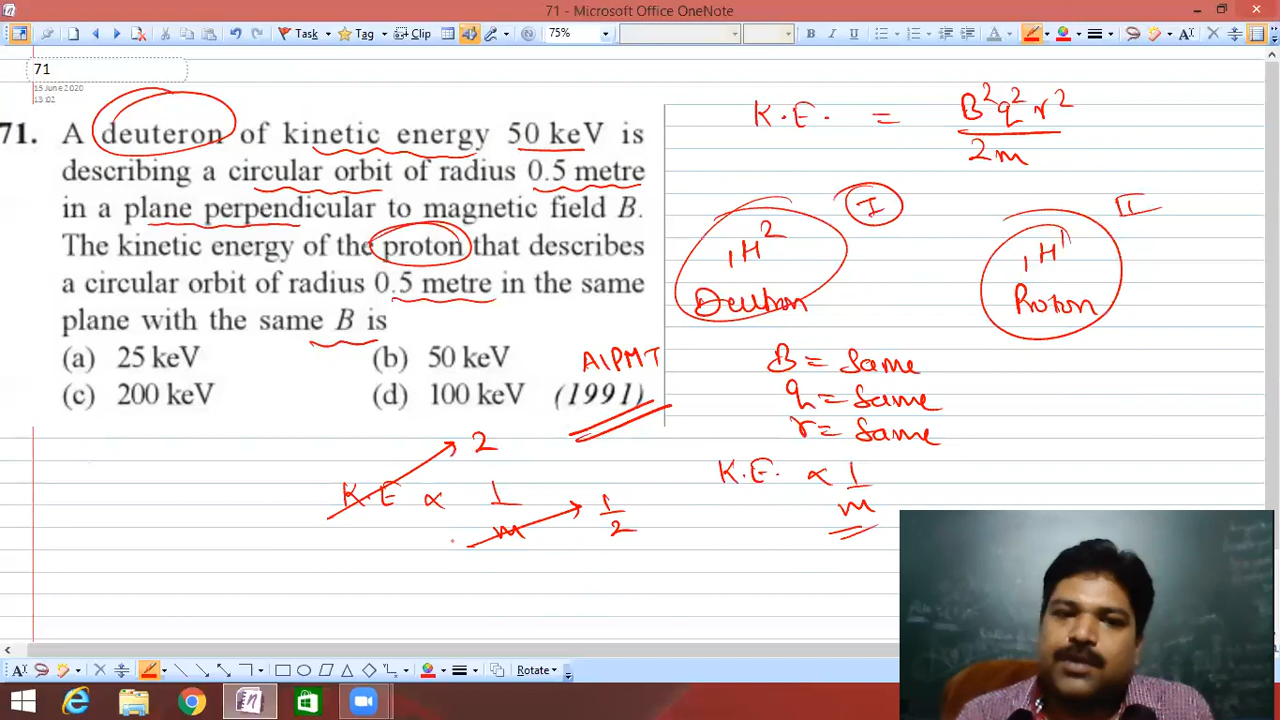 71 - Microsoft Office OneNote
Task Tag Clip 75% B I U A
71
15 June 2020
13:02
71. A deuteron of kinetic energy 50 keV is
describing a circular orbit of radius 0.5 metre
in a plane perpendicular to magnetic field B.
The kinetic energy of the proton that describes
a circular orbit of radius 0.5 metre in the same
plane with the same B is
(a) 25 keV (b) 50 keV
(c) 200 keV (d) 100 keV (1991)
AIPMT
K.E. = B²q²r²
2m
I
II
₁H²
Deutron
₁H¹
Proton
B = Same
q = Same
r = Same
K.E. ∝ 1
m
2
K.E ∝ 1
m
1
2
Rotate